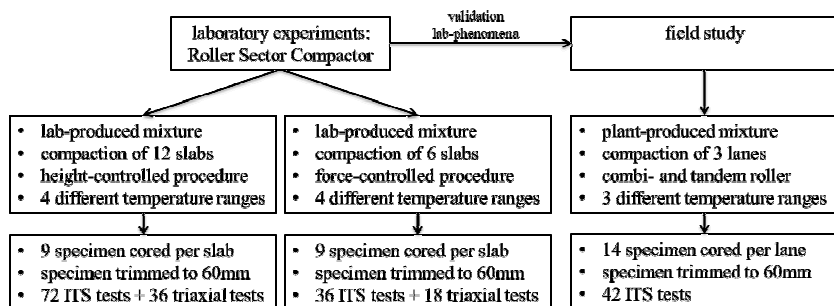 laboratory experiments:
Roller Sector Compactor
validation
lab-phenomena
field study
• lab-produced mixture
• compaction of 12 slabs
• height-controlled procedure
• 4 different temperature ranges
• lab-produced mixture
• compaction of 6 slabs
• force-controlled procedure
• 4 different temperature ranges
• plant-produced mixture
• compaction of 3 lanes
• combi- and tandem roller
• 3 different temperature ranges
• 9 specimen cored per slab
• specimen trimmed to 60mm
• 72 ITS tests + 36 triaxial tests
• 9 specimen cored per slab
• specimen trimmed to 60mm
• 36 ITS tests + 18 triaxial tests
• 14 specimen cored per lane
• specimen trimmed to 60mm
• 42 ITS tests